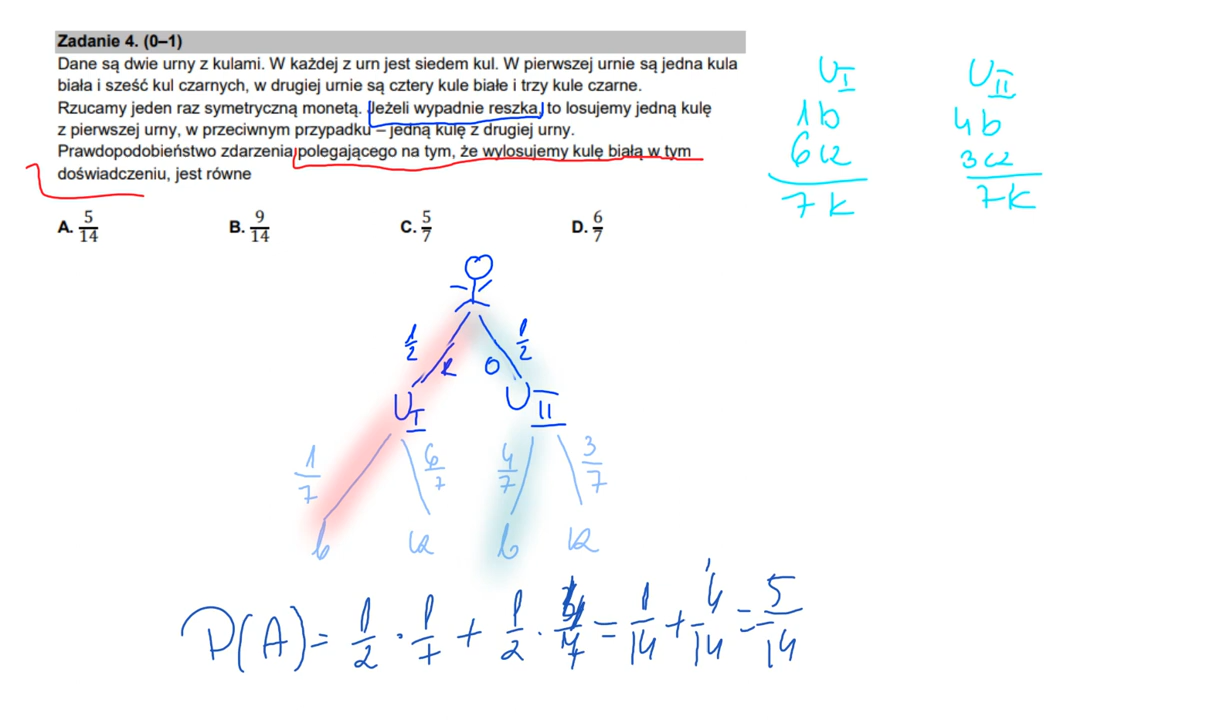 Zadanie 4. (0–1)
Dane są dwie urny z kulami. W każdej z urn jest siedem kul. W pierwszej urnie są jedna kula
biała i sześć kul czarnych, w drugiej urnie są cztery kule białe i trzy kule czarne.
Rzucamy jeden raz symetryczną monetą. Jeżeli wypadnie reszka, to losujemy jedną kulę
z pierwszej urny, w przeciwnym przypadku – jedną kulę z drugiej urny.
Prawdopodobieństwo zdarzenia polegającego na tym, że wylosujemy kulę białą w tym
doświadczeniu, jest równe
A. 5/14 B. 9/14 C. 5/7 D. 6/7
U_I U_II
1b 4b
6cz 3cz
7k 7k
1/2 1/2
R O
U_I U_II
1/7 6/7 4/7 3/7
b cz b cz
P(A) = 1/2 · 1/7 + 1/2 · 4/7 = 1/14 + 4/14 = 5/14